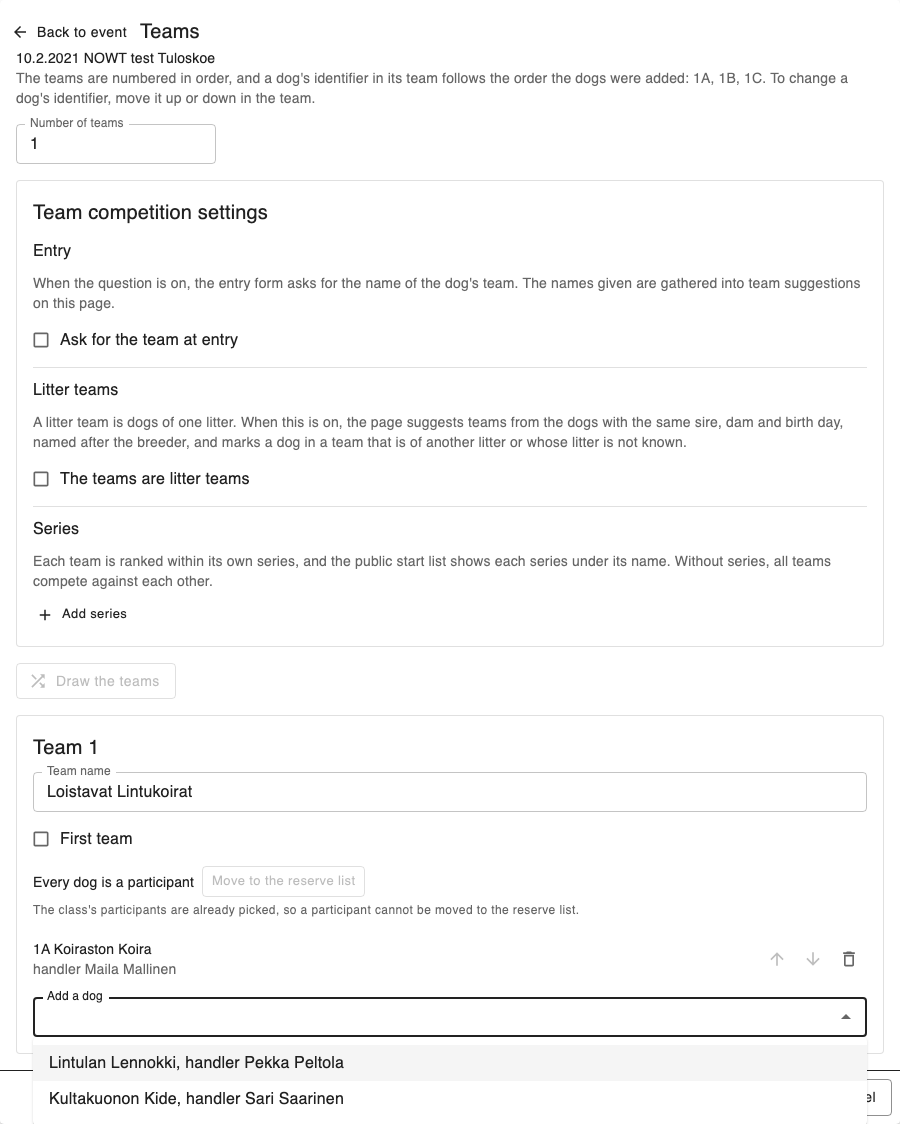 Back to event Teams
10.2.2021 NOWT test Tuloskoe
The teams are numbered in order, and a dog's identifier in its team follows the order the dogs were added: 1A, 1B, 1C. To change a
dog's identifier, move it up or down in the team.
Number of teams
1
Team competition settings
Entry
When the question is on, the entry form asks for the name of the dog's team. The names given are gathered into team suggestions
on this page.
Ask for the team at entry
Litter teams
A litter team is dogs of one litter. When this is on, the page suggests teams from the dogs with the same sire, dam and birth day,
named after the breeder, and marks a dog in a team that is of another litter or whose litter is not known.
The teams are litter teams
Series
Each team is ranked within its own series, and the public start list shows each series under its name. Without series, all teams
compete against each other.
Add series
Draw the teams
Team 1
Team name
Loistavat Lintukoirat
First team
Every dog is a participant Move to the reserve list
The class's participants are already picked, so a participant cannot be moved to the reserve list.
1A Koiraston Koira
handler Maila Mallinen
Add a dog
Lintulan Lennokki, handler Pekka Peltola
Kultakuonon Kide, handler Sari Saarinen